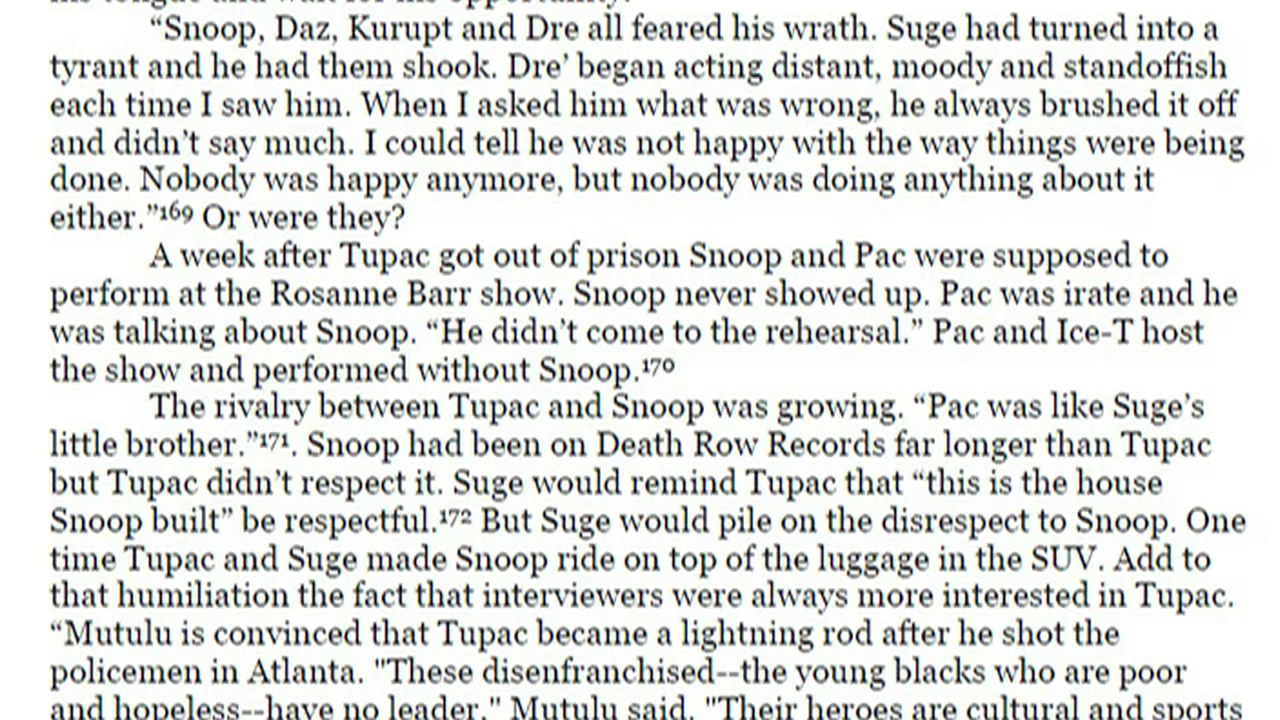 “Snoop, Daz, Kurupt and Dre all feared his wrath. Suge had turned into a
tyrant and he had them shook. Dre’ began acting distant, moody and standoffish
each time I saw him. When I asked him what was wrong, he always brushed it off
and didn’t say much. I could tell he was not happy with the way things were being
done. Nobody was happy anymore, but nobody was doing anything about it
either.”¹⁶⁹ Or were they?
A week after Tupac got out of prison Snoop and Pac were supposed to
perform at the Rosanne Barr show. Snoop never showed up. Pac was irate and he
was talking about Snoop. “He didn’t come to the rehearsal.” Pac and Ice-T host
the show and performed without Snoop.¹⁷⁰
The rivalry between Tupac and Snoop was growing. “Pac was like Suge’s
little brother.”¹⁷¹. Snoop had been on Death Row Records far longer than Tupac
but Tupac didn’t respect it. Suge would remind Tupac that “this is the house
Snoop built” be respectful.¹⁷² But Suge would pile on the disrespect to Snoop. One
time Tupac and Suge made Snoop ride on top of the luggage in the SUV. Add to
that humiliation the fact that interviewers were always more interested in Tupac.
“Mutulu is convinced that Tupac became a lightning rod after he shot the
policemen in Atlanta. "These disenfranchised--the young blacks who are poor
and hopeless--have no leader," Mutulu said. "Their heroes are cultural and sports